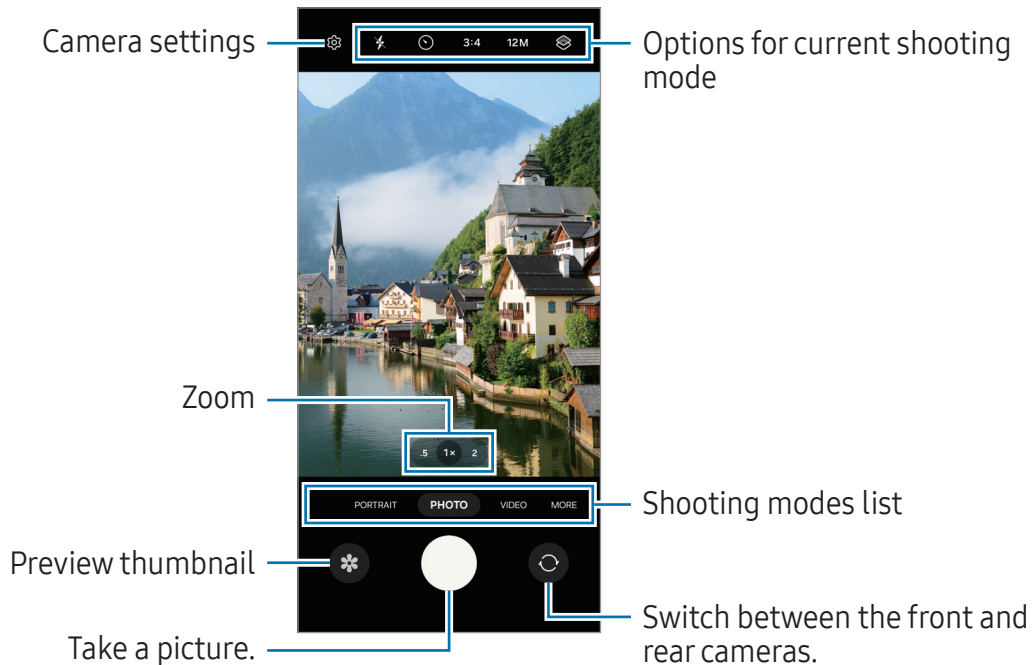 Camera settings
3:4
12M
Options for current shooting
mode
Zoom
.5 1× 2
PORTRAIT PHOTO VIDEO MORE
Shooting modes list
Preview thumbnail
Take a picture.
Switch between the front and
rear cameras.